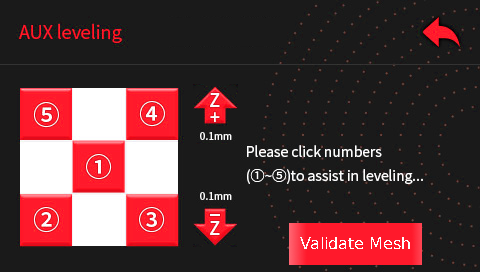 AUX leveling
⑤ ④
Z
+
0.1mm
①
Please click numbers
(①~⑤)to assist in leveling...
0.1mm
② ③
−
Z
Validate Mesh